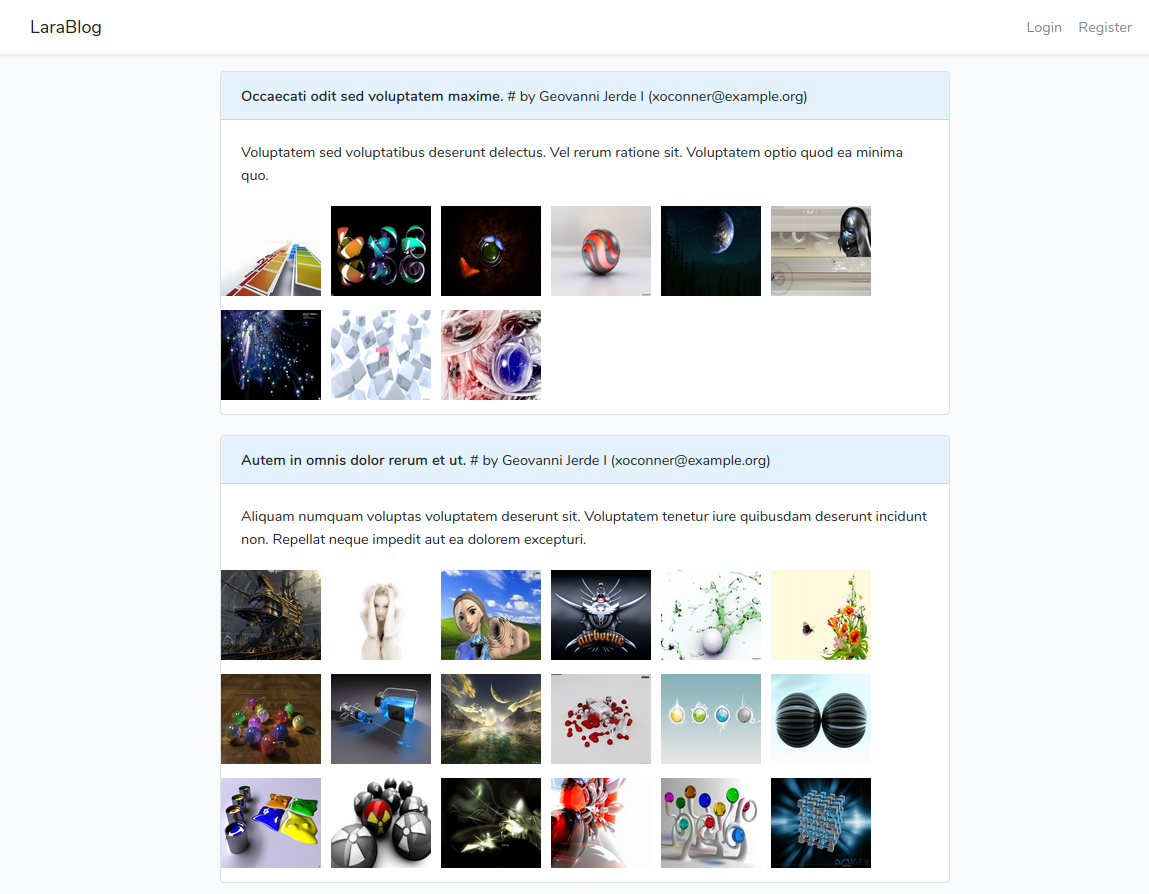 LaraBlog
Login Register
Occaecati odit sed voluptatem maxime. # by Geovanni Jerde I (xoconner@example.org)
Voluptatem sed voluptatibus deserunt delectus. Vel rerum ratione sit. Voluptatem optio quod ea minima
quo.
Autem in omnis dolor rerum et ut. # by Geovanni Jerde I (xoconner@example.org)
Aliquam numquam voluptas voluptatem deserunt sit. Voluptatem tenetur iure quibusdam deserunt incidunt
non. Repellat neque impedit aut ea dolorem excepturi.
airborne